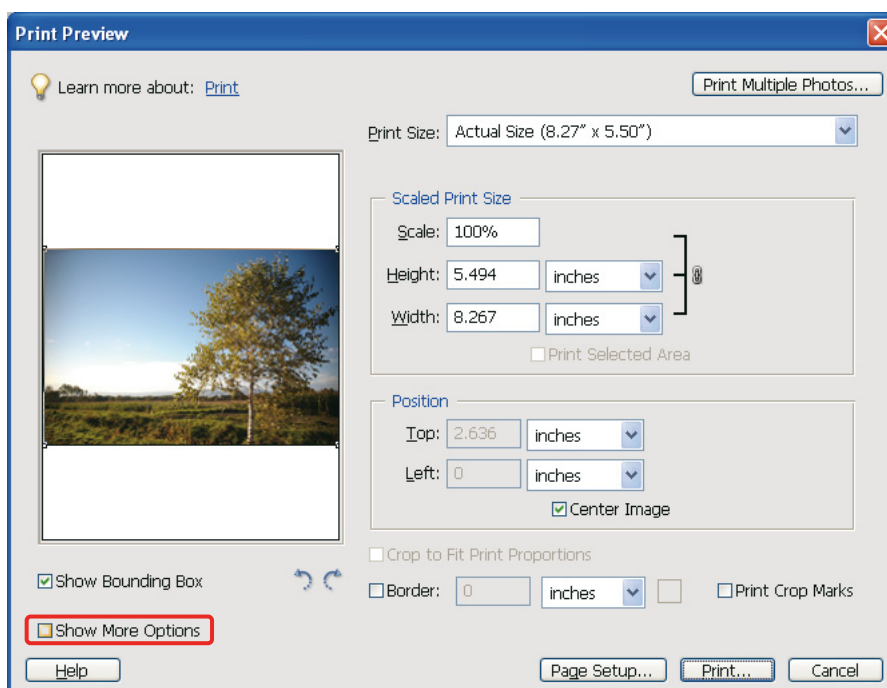 Print Preview
Learn more about: Print
Print Multiple Photos...
Print Size: Actual Size (8.27" x 5.50")
Scaled Print Size
Scale: 100%
Height: 5.494 inches
Width: 8.267 inches
Print Selected Area
Position
Top: 2.636 inches
Left: 0 inches
Center Image
Crop to Fit Print Proportions
Show Bounding Box
Border: 0 inches Print Crop Marks
Show More Options
Help Page Setup... Print... Cancel